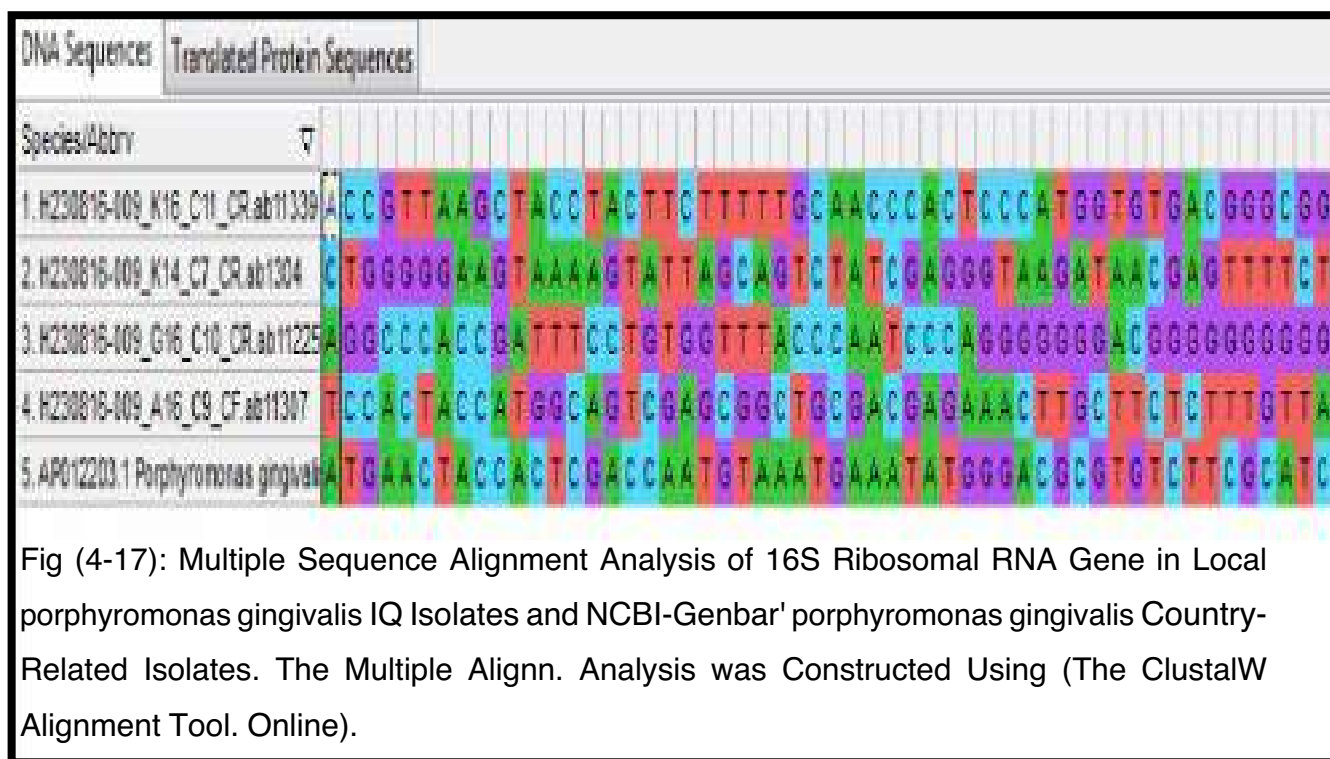 DNA Sequences Translated Protein Sequences
Species/Abbrv
1. H230816-009_K16_C11_CR.ab11339 ACCGTTAAGCTACCTACTTCTTTTTGCAACCCACTCCCATGGTGTGACGGGCGG
2. H230816-009_K14_C7_CR.ab1304 CTGGGGGAAGTAAAAGTATTAGCAGTCTATCGAGGGTAAGATAACGAGTTTTCT
3. H230816-009_G16_C10_CR.ab11225 AGGCCCACCGATTTCCTGTGGTTTACCCAATCCCAGGGGGGGACGGGGGGGGGG
4. H230816-009_A16_C9_CF.ab11307 TCCACTACCATGGCAGTCGAGCGGCTGCGACGAGAAACTTGCTTCTCTTTGTTA
5. AP012203.1 Porphyromonas gingivalis ATGAACTACCACTCGACCAATGTAAATGAAATATGGGACGCGTGTCTTCGCATC
Fig (4-17): Multiple Sequence Alignment Analysis of 16S Ribosomal RNA Gene in Local
porphyromonas gingivalis IQ Isolates and NCBI-Genbar' porphyromonas gingivalis Country-
Related Isolates. The Multiple Alignn. Analysis was Constructed Using (The ClustalW
Alignment Tool. Online).